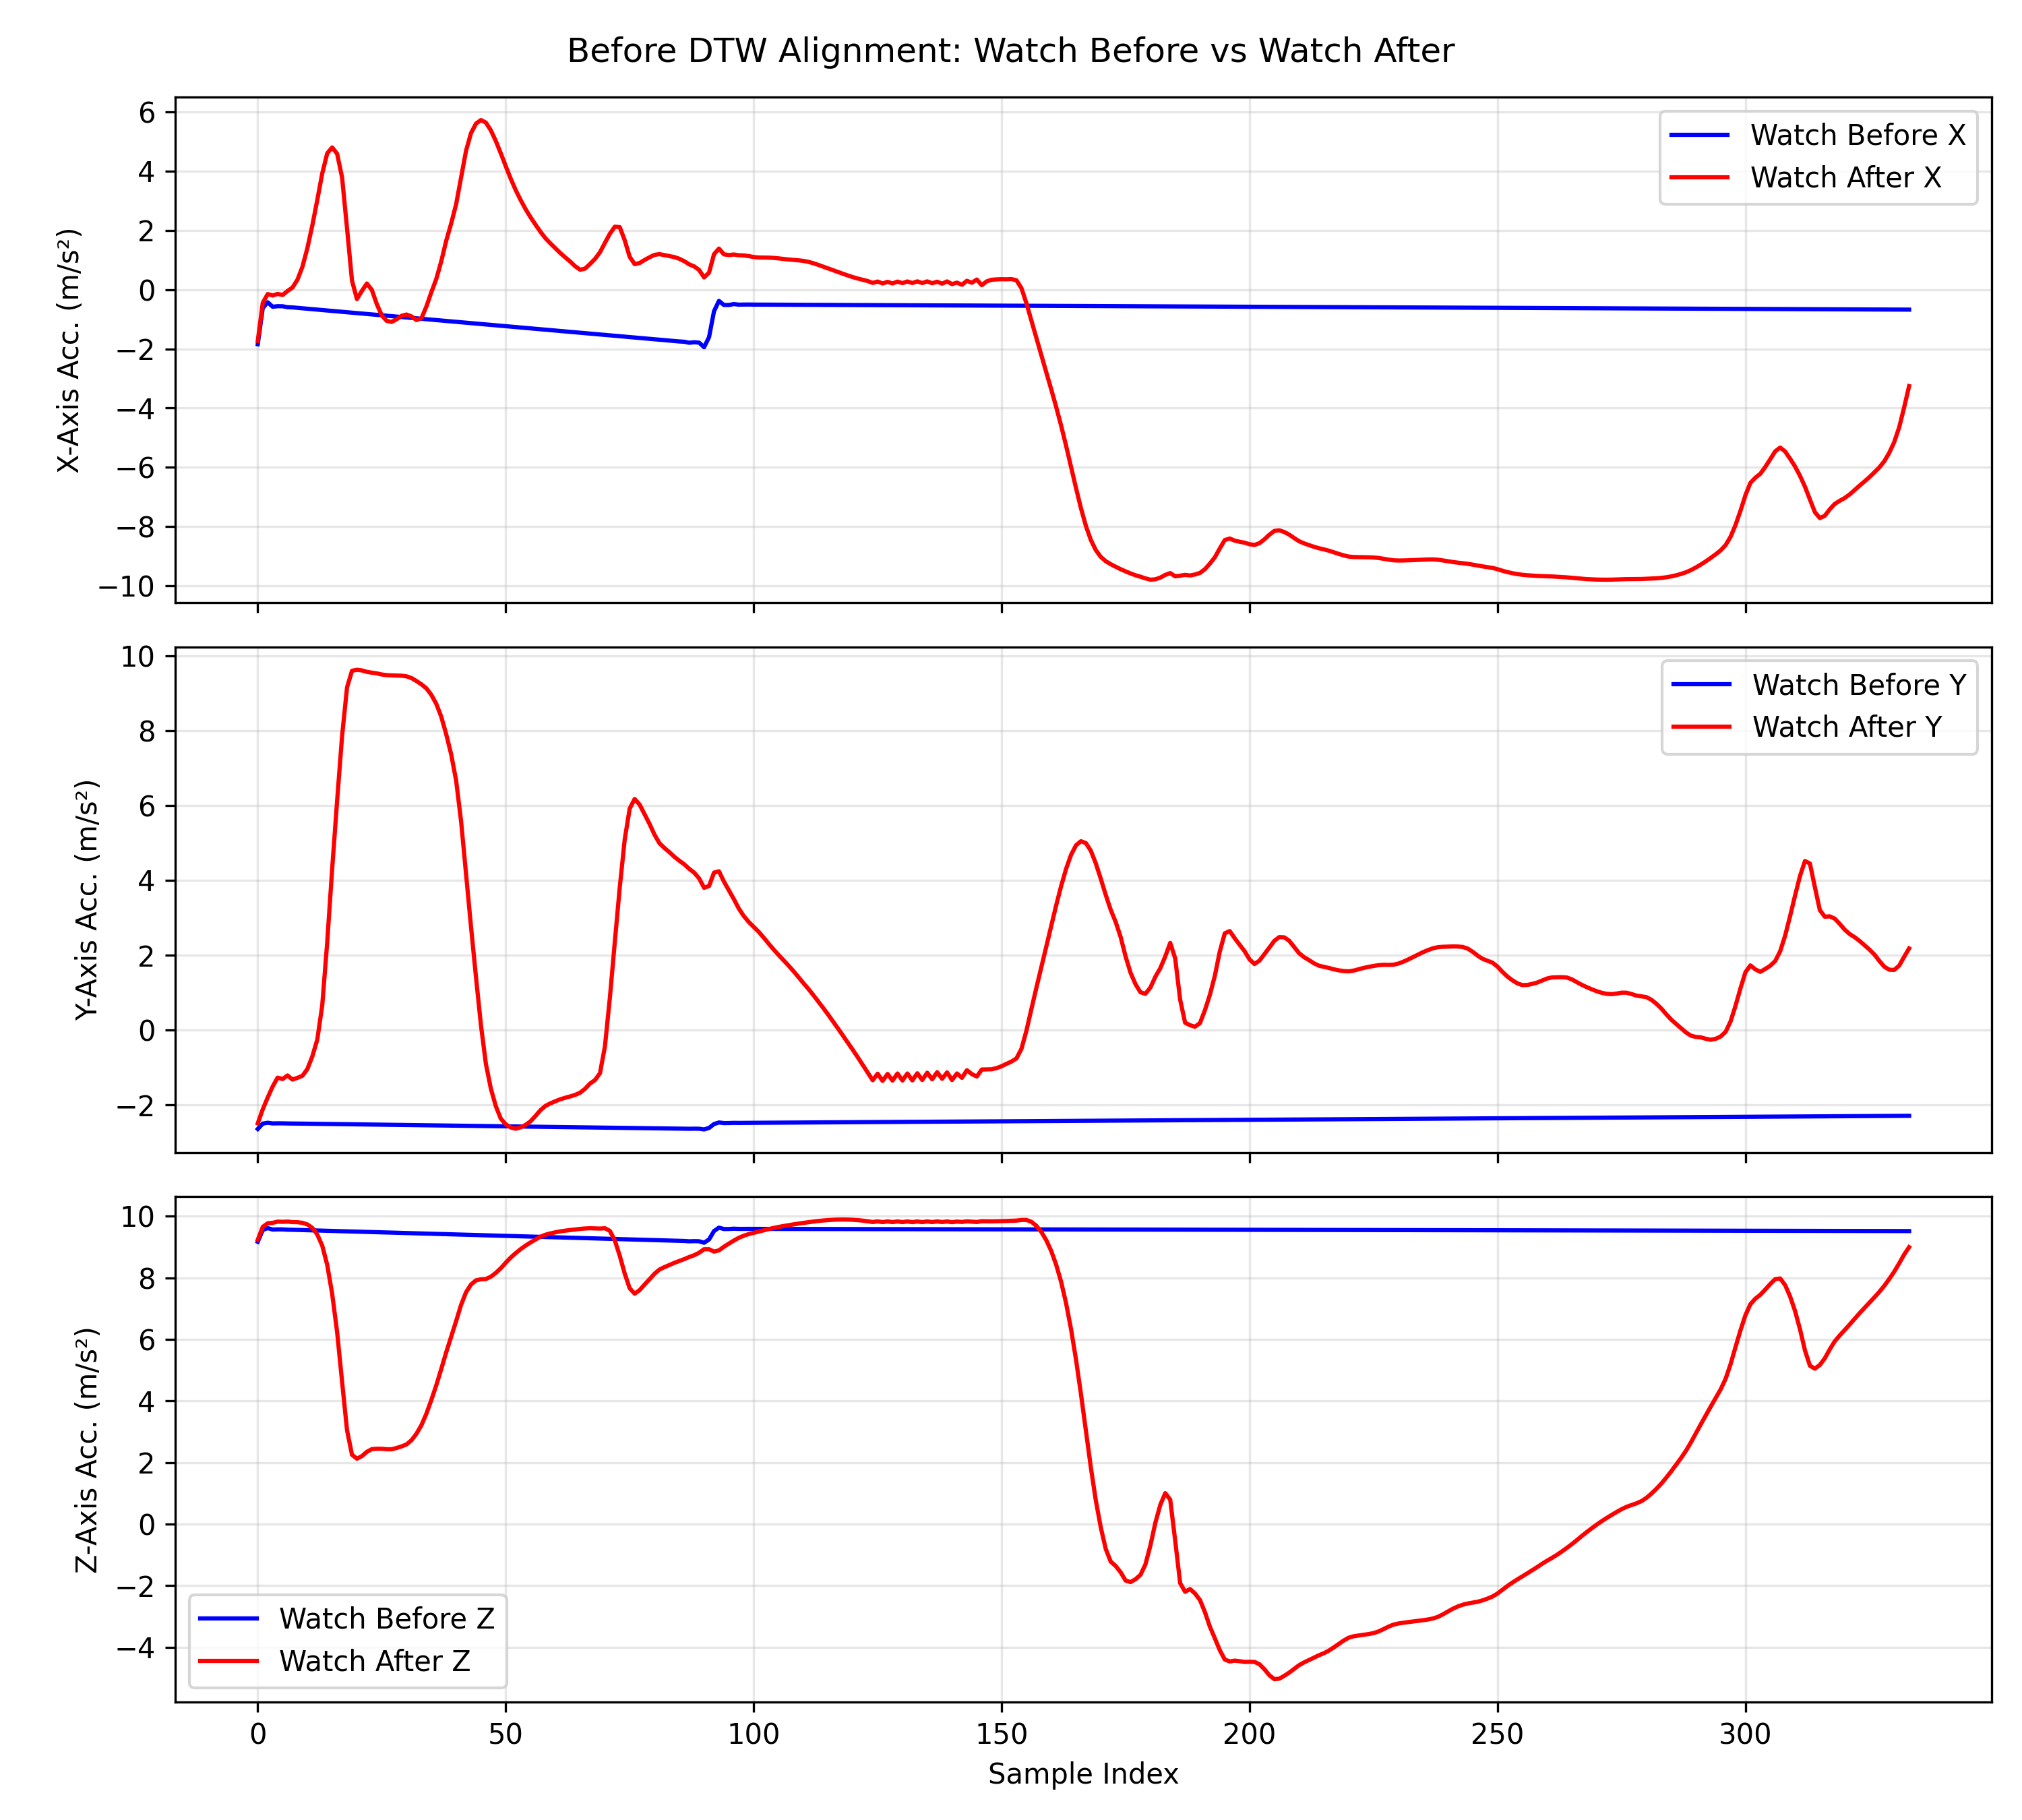 Before DTW Alignment: Watch Before vs Watch After
X-Axis Acc. (m/s²)
6
4
2
0
−2
−4
−6
−8
−10
Watch Before X
Watch After X
Y-Axis Acc. (m/s²)
10
8
6
4
2
0
−2
Watch Before Y
Watch After Y
Z-Axis Acc. (m/s²)
10
8
6
4
2
0
−2
−4
Watch Before Z
Watch After Z
0 50 100 150 200 250 300
Sample Index